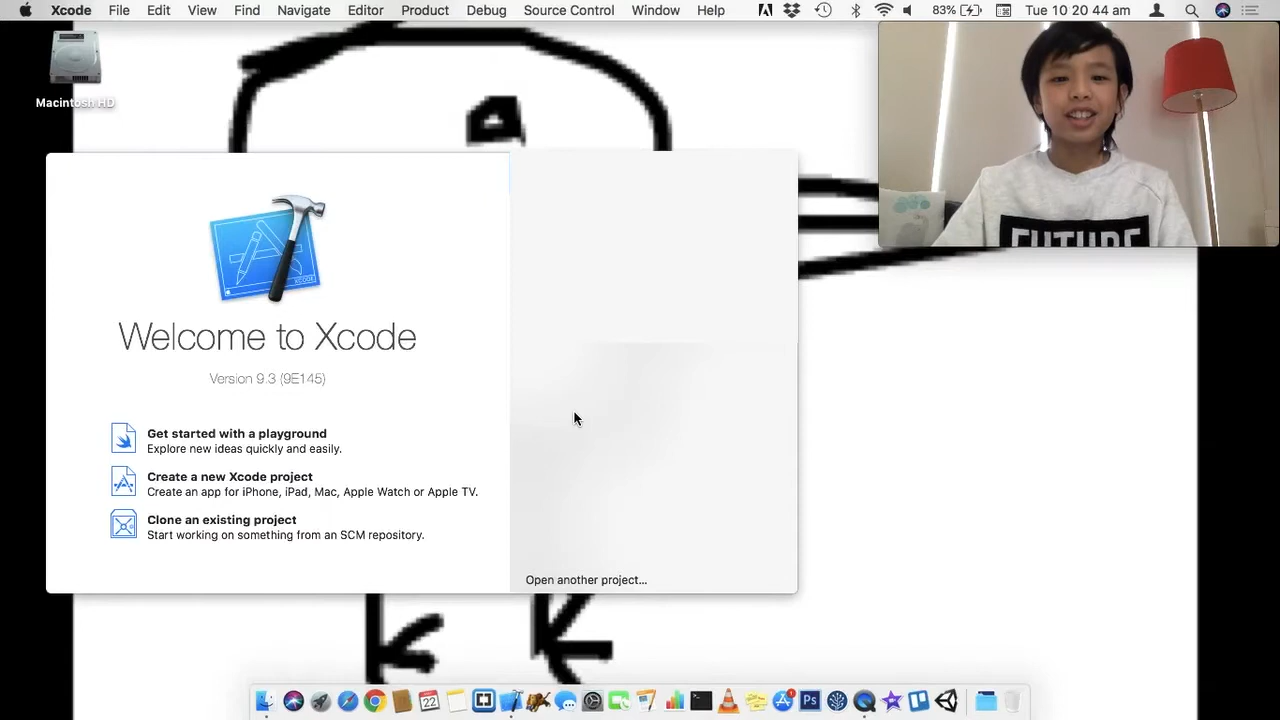 Xcode File Edit View Find Navigate Editor Product Debug Source Control Window Help 83% Tue 10 20 44 am
Macintosh HD
FUTURE
XCODE
Welcome to Xcode
Version 9.3 (9E145)
Get started with a playground
Explore new ideas quickly and easily.
Create a new Xcode project
Create an app for iPhone, iPad, Mac, Apple Watch or Apple TV.
Clone an existing project
Start working on something from an SCM repository.
Open another project...
22
Ps